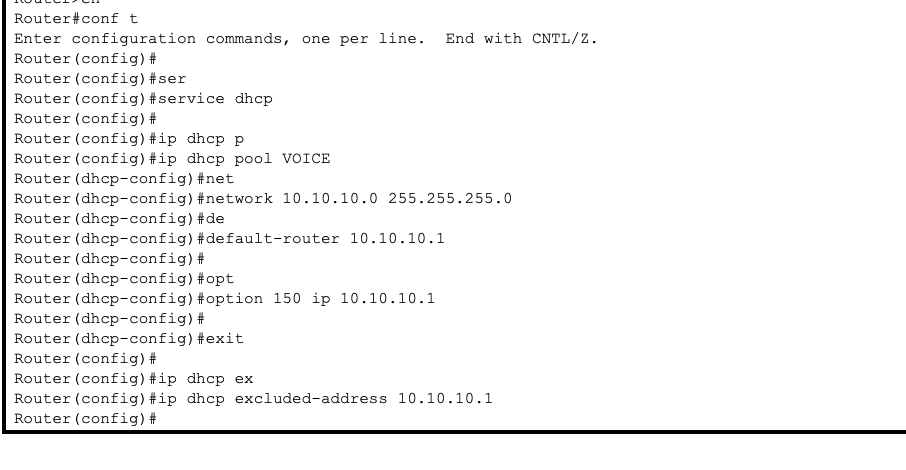 Router>en
Router#conf t
Enter configuration commands, one per line.  End with CNTL/Z.
Router(config)#
Router(config)#ser
Router(config)#service dhcp
Router(config)#
Router(config)#ip dhcp p
Router(config)#ip dhcp pool VOICE
Router(dhcp-config)#net
Router(dhcp-config)#network 10.10.10.0 255.255.255.0
Router(dhcp-config)#de
Router(dhcp-config)#default-router 10.10.10.1
Router(dhcp-config)#
Router(dhcp-config)#opt
Router(dhcp-config)#option 150 ip 10.10.10.1
Router(dhcp-config)#
Router(dhcp-config)#exit
Router(config)#
Router(config)#ip dhcp ex
Router(config)#ip dhcp excluded-address 10.10.10.1
Router(config)#